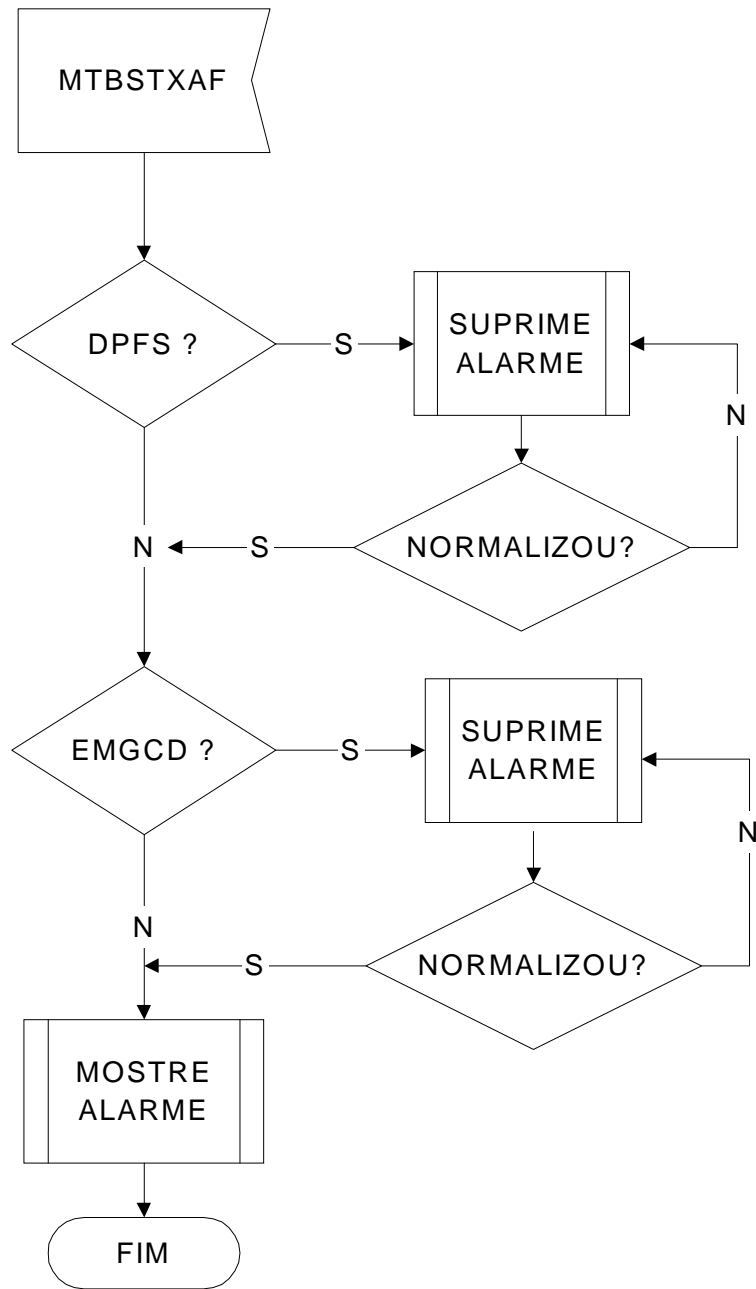 MTBSTXAF
DPFS ?
S
SUPRIME
ALARME
N
NORMALIZOU?
S
N
EMGCD ?
S
SUPRIME
ALARME
N
NORMALIZOU?
S
N
MOSTRE
ALARME
FIM